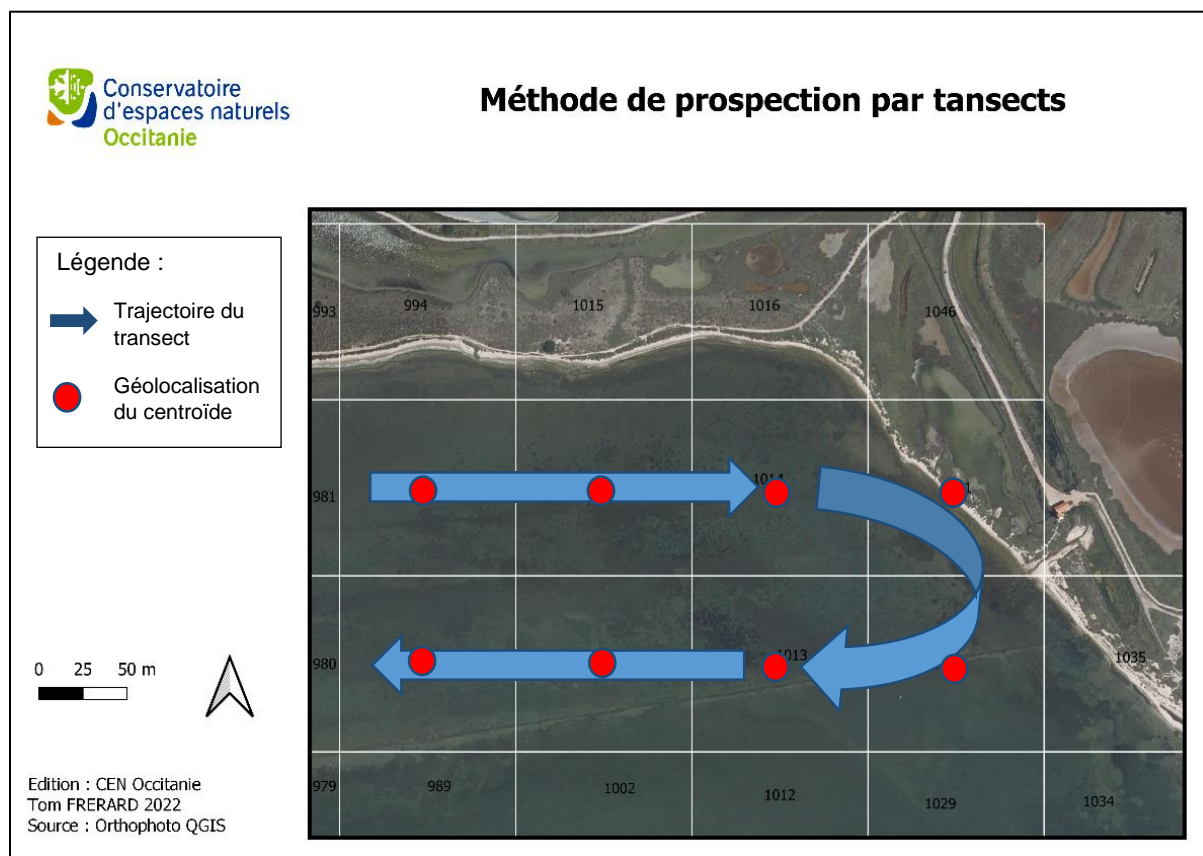 Conservatoire
d'espaces naturels
Occitanie
Méthode de prospection par tansects
Légende :
Trajectoire du
transect
Géolocalisation
du centroïde
0 25 50 m
Edition : CEN Occitanie
Tom FRERARD 2022
Source : Orthophoto QGIS
993 994 1015 1016 1046
981 1014 1
980 1013 1035
979 989 1002 1012 1029 1034